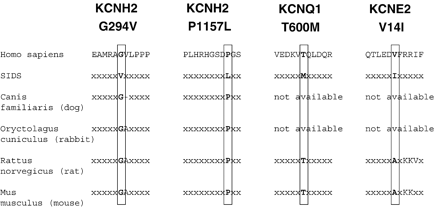 KCNH2 KCNH2 KCNQ1 KCNE2
G294V P1157L T600M V14I
Homo sapiens EAMRAGVLPPP PLHRHGSDPGS VEDKVTQLDQR QTLEDVFRRIF
SIDS xxxxxVxxxxx xxxxxxxxLxx xxxxxMxxxxx xxxxxIxxxxx
Canis xxxxxG-xxxx xxxxxxxxPxx not available not available
familiaris (dog)
Oryctolagus xxxxxGAxxxx xxxxxxxxPxx not available not available
cuniculus (rabbit)
Rattus xxxxxGAxxxx xxxxxxxxPxx xxxxxTxxxxx xxxxxAxKKVx
norvegicus (rat)
Mus xxxxxGAxxxx xxxxxxxxPxx xxxxxTxxxxx xxxxxAxKKxx
musculus (mouse)